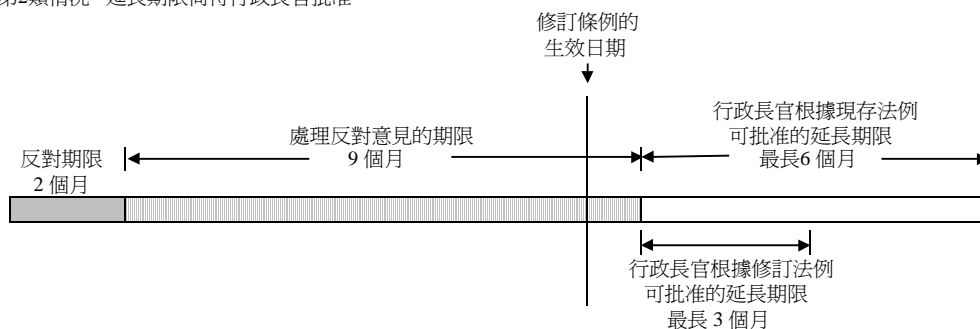 第2類情況 - 延長期限尚待行政長官批准
修訂條例的
生效日期
行政長官根據現存法例
可批准的延長期限
最長6 個月
處理反對意見的期限
9 個月
反對期限
2 個月
行政長官根據修訂法例
可批准的延長期限
最長 3 個月